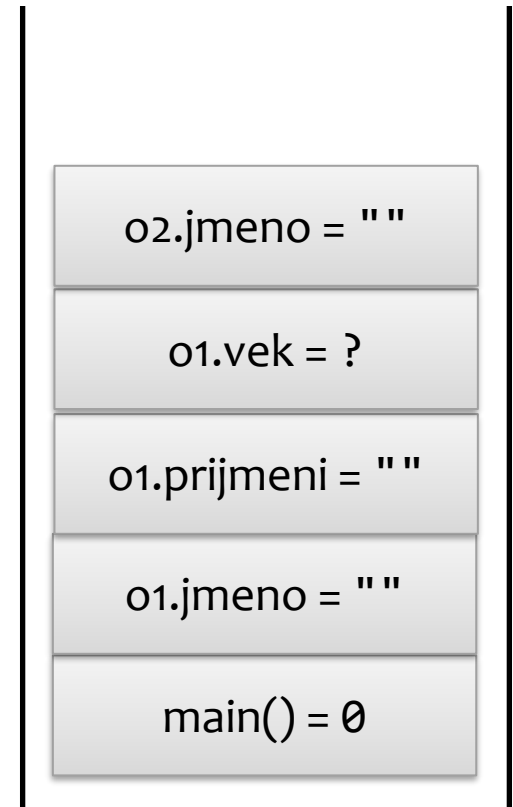 o2.jmeno = ""
o1.vek = ?
o1.prijmeni = ""
o1.jmeno = ""
main() = 0